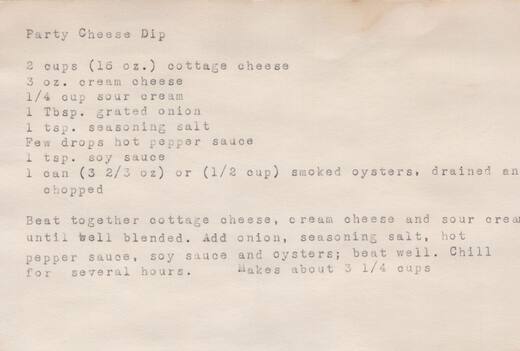 Party Cheese Dip
2 cups (16 oz.) cottage cheese
3 oz. cream cheese
1/4 cup sour cream
1 Tbsp. grated onion
1 tsp. seasoning salt
Few drops hot pepper sauce
1 tsp. soy sauce
1 can (3 2/3 oz) or (1/2 cup) smoked oysters, drained an
chopped
Beat together cottage cheese, cream cheese and sour crea
until well blended. Add onion, seasoning salt, hot
pepper sauce, soy sauce and oysters; beat well. Chill
for several hours. Makes about 3 1/4 cups